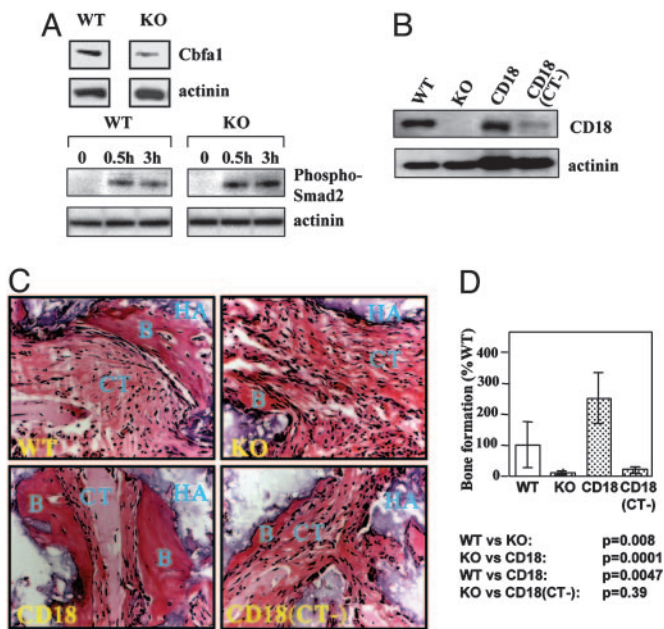 A
WT KO
Cbfa1
actinin
WT KO
0 0.5h 3h 0 0.5h 3h
Phospho-
Smad2
actinin
B
WT KO CD18 CD18
(CT-)
CD18
actinin
C
HA B CT WT
HA CT B KO
B CT HA B CD18
HA B CT CD18(CT-)
D
Bone formation (%WT)
400
300
200
100
0
WT KO CD18 CD18
(CT-)
WT vs KO: p=0.008
KO vs CD18: p=0.0001
WT vs CD18: p=0.0047
KO vs CD18(CT-): p=0.39